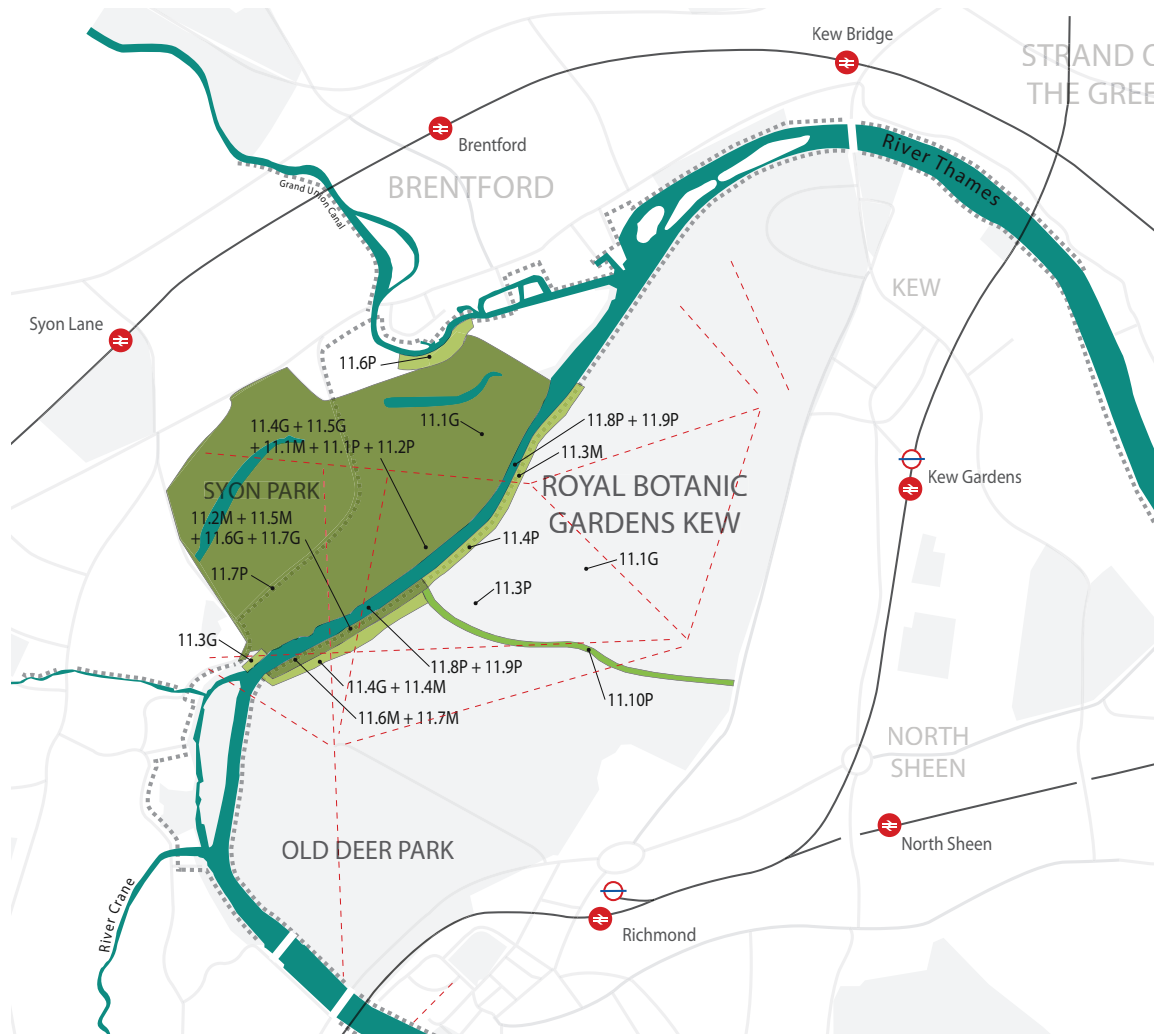 Kew Bridge
STRAND O
THE GREE
Brentford
River Thames
BRENTFORD
Grand Union Canal
KEW
Syon Lane
11.6P
11.4G + 11.5G
+ 11.1M + 11.1P + 11.2P
11.1G
11.8P + 11.9P
11.3M
Kew Gardens
SYON PARK
ROYAL BOTANIC
GARDENS KEW
11.2M + 11.5M
+ 11.6G + 11.7G
11.4P
11.1G
11.7P
11.3P
11.3G
11.8P + 11.9P
11.4G + 11.4M
11.10P
11.6M + 11.7M
NORTH
SHEEN
OLD DEER PARK
North Sheen
River Crane
Richmond